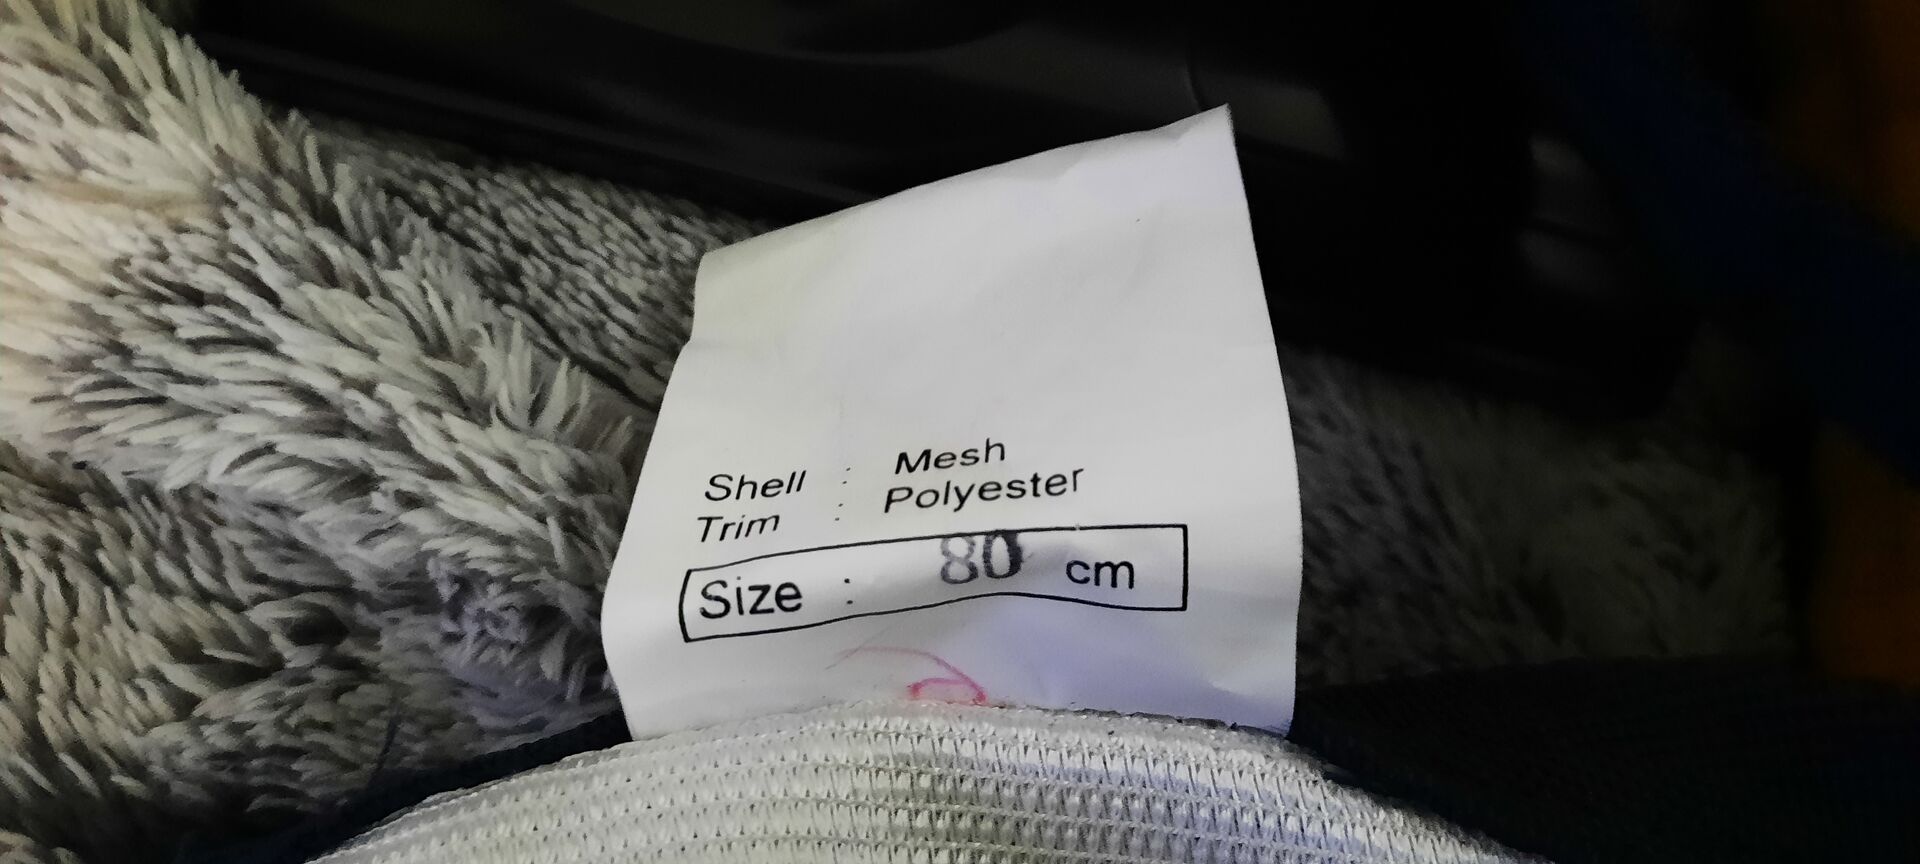 Shell : Mesh
Trim : Polyester
Size : 80 cm